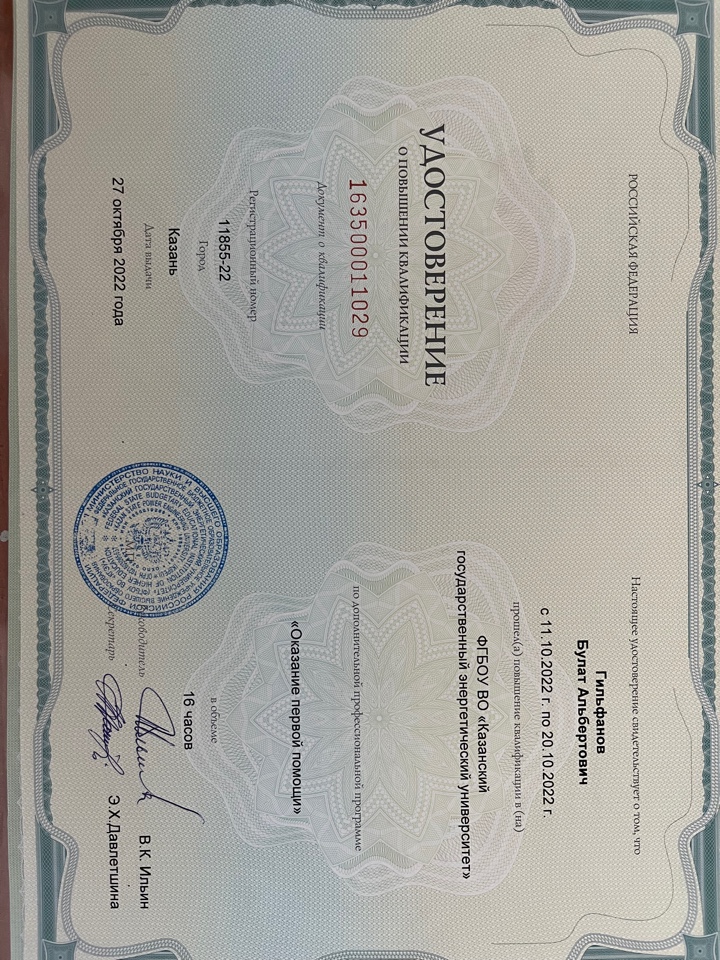 РОССИЙСКАЯ ФЕДЕРАЦИЯ
УДОСТОВЕРЕНИЕ
О ПОВЫШЕНИИ КВАЛИФИКАЦИИ
163500011029
Документ о квалификации
Регистрационный номер
11855-22
Город
Казань
Дата выдачи
27 октября 2022 года
Настоящее удостоверение свидетельствует о том, что
Гильфанов
Булат Альбертович
с 11.10.2022 г. по 20.10.2022 г.
прошел(а) повышение квалификации в (на)
ФГБОУ ВО «Казанский
государственный энергетический университет»
по дополнительной профессиональной программе
«Оказание первой помощи»
в объеме
16 часов
В.К. Ильин
Э.Х.Давлетшина